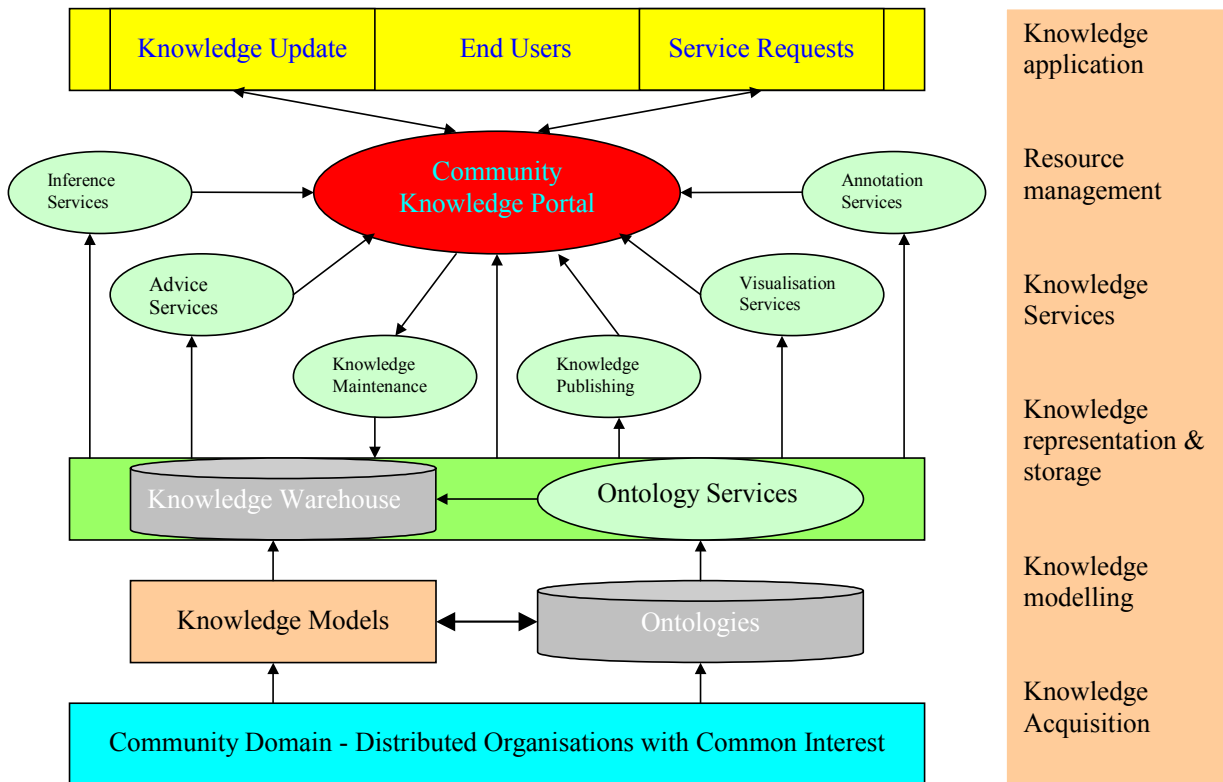 Knowledge Update
End Users
Service Requests
Community
Knowledge Portal
Inference
Services
Annotation
Services
Advice
Services
Visualisation
Services
Knowledge
Maintenance
Knowledge
Publishing
Knowledge Warehouse
Ontology Services
Knowledge Models
Ontologies
Community Domain - Distributed Organisations with Common Interest
Knowledge
application
Resource
management
Knowledge
Services
Knowledge
representation &
storage
Knowledge
modelling
Knowledge
Acquisition